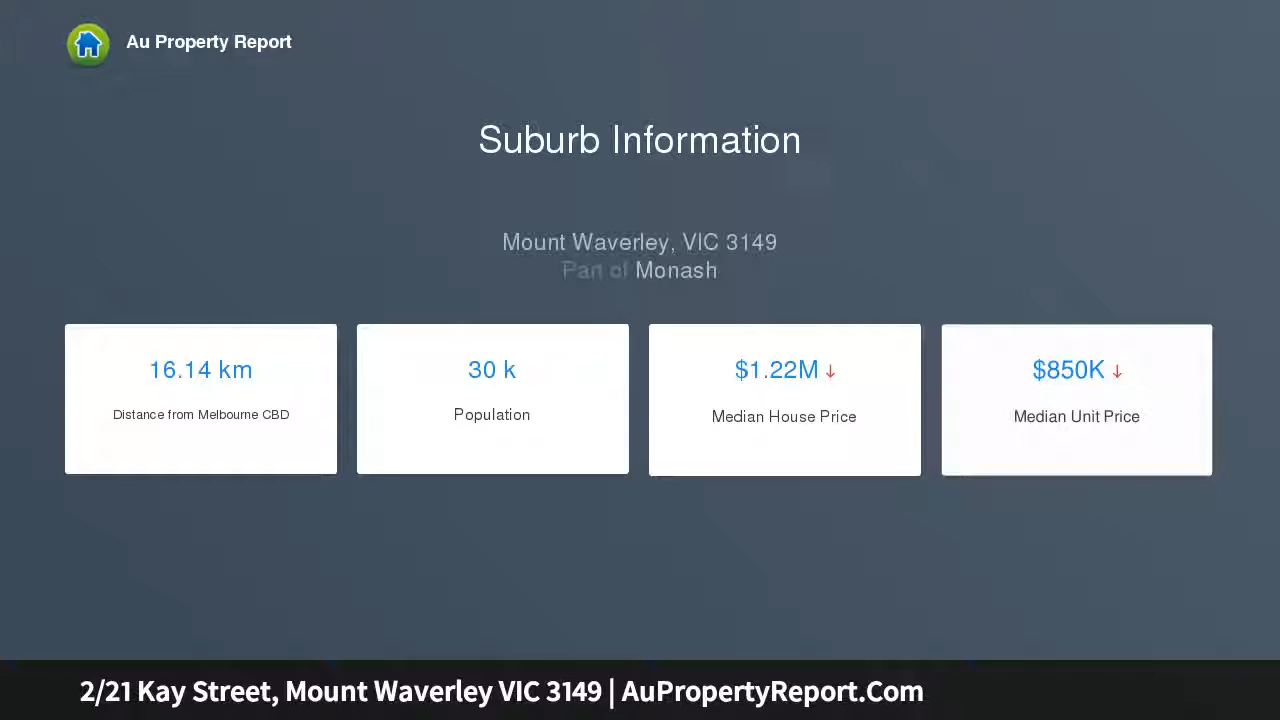 Au Property Report
Suburb Information
Mount Waverley, VIC 3149
Part of Monash
16.14 km
Distance from Melbourne CBD
30 k
Population
$1.22M ↓
Median House Price
$850K ↓
Median Unit Price
2/21 Kay Street, Mount Waverley VIC 3149 | AuPropertyReport.Com